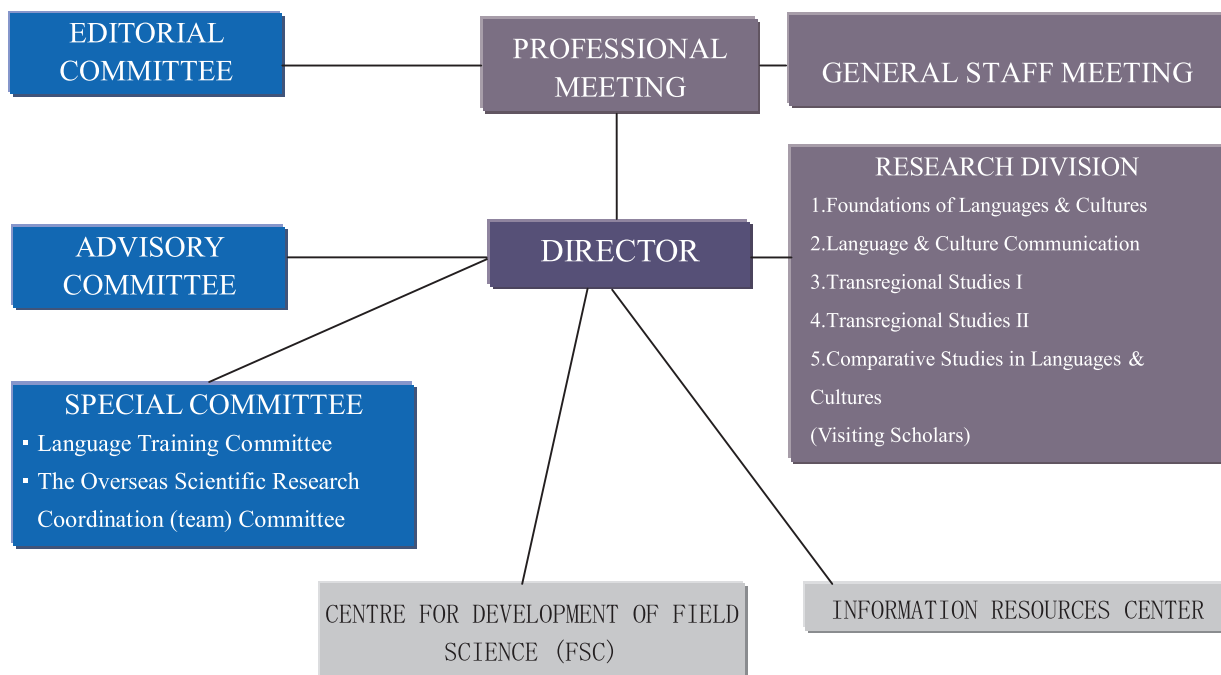 EDITORIAL
COMMITTEE
PROFESSIONAL
MEETING
GENERAL STAFF MEETING
ADVISORY
COMMITTEE
DIRECTOR
RESEARCH DIVISION
1.Foundations of Languages & Cultures
2.Language & Culture Communication
3.Transregional Studies I
4.Transregional Studies II
5.Comparative Studies in Languages &
Cultures
(Visiting Scholars)
SPECIAL COMMITTEE
▪ Language Training Committee
▪ The Overseas Scientific Research
Coordination (team) Committee
CENTRE FOR DEVELOPMENT OF FIELD
SCIENCE (FSC)
INFORMATION RESOURCES CENTER